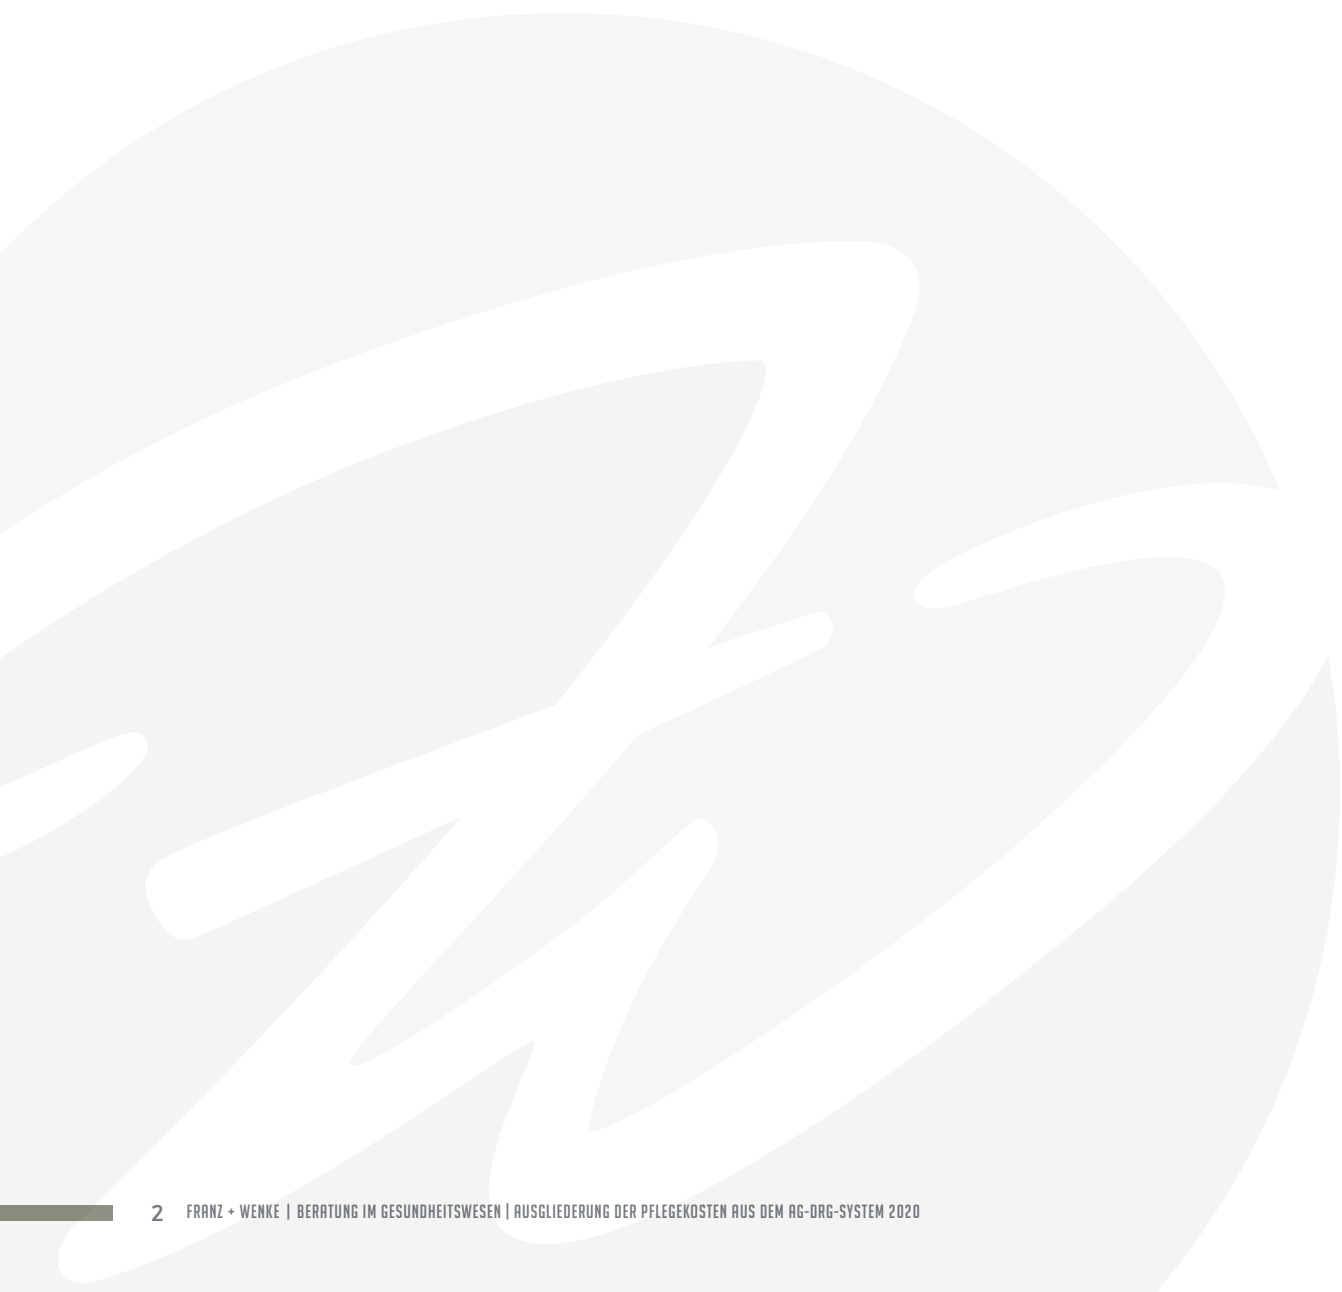 2 FRANZ + WENKE | BERATUNG IM GESUNDHEITSWESEN | AUSGLIEDERUNG DER PFLEGEKOSTEN AUS DEM AG-DRG-SYSTEM 2020